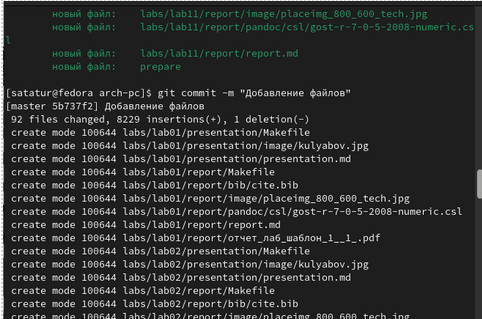 новый файл:    labs/lab11/report/image/placeimg_800_600_tech.jpg
новый файл:    labs/lab11/report/pandoc/csl/gost-r-7-0-5-2008-numeric.cs
l
новый файл:    labs/lab11/report/report.md
новый файл:    prepare
[satatur@fedora arch-pc]$ git commit -m "Добавление файлов"
[master 5b737f2] Добавление файлов
92 files changed, 8229 insertions(+), 1 deletion(-)
create mode 100644 labs/lab01/presentation/Makefile
create mode 100644 labs/lab01/presentation/image/kulyabov.jpg
create mode 100644 labs/lab01/presentation/presentation.md
create mode 100644 labs/lab01/report/Makefile
create mode 100644 labs/lab01/report/bib/cite.bib
create mode 100644 labs/lab01/report/image/placeimg_800_600_tech.jpg
create mode 100644 labs/lab01/report/pandoc/csl/gost-r-7-0-5-2008-numeric.csl
create mode 100644 labs/lab01/report/report.md
create mode 100644 labs/lab01/report/отчет_лаб_шаблон_1__1_.pdf
create mode 100644 labs/lab02/presentation/Makefile
create mode 100644 labs/lab02/presentation/image/kulyabov.jpg
create mode 100644 labs/lab02/presentation/presentation.md
create mode 100644 labs/lab02/report/Makefile
create mode 100644 labs/lab02/report/bib/cite.bib
create mode 100644 labs/lab02/report/image/placeimg_800_600_tech.jpg